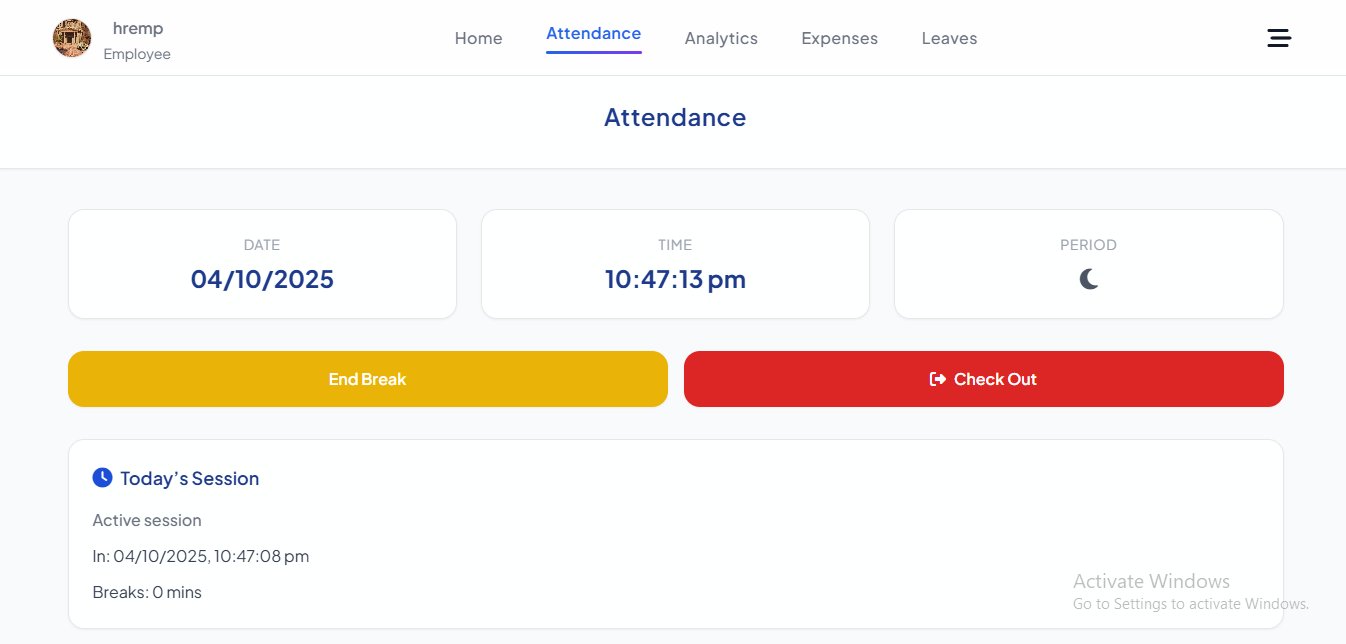 hremp
Employee
Home
Attendance
Analytics
Expenses
Leaves
Attendance
DATE
04/10/2025
TIME
10:47:13 pm
PERIOD
End Break
Check Out
Today’s Session
Active session
In: 04/10/2025, 10:47:08 pm
Breaks: 0 mins
Activate Windows
Go to Settings to activate Windows.